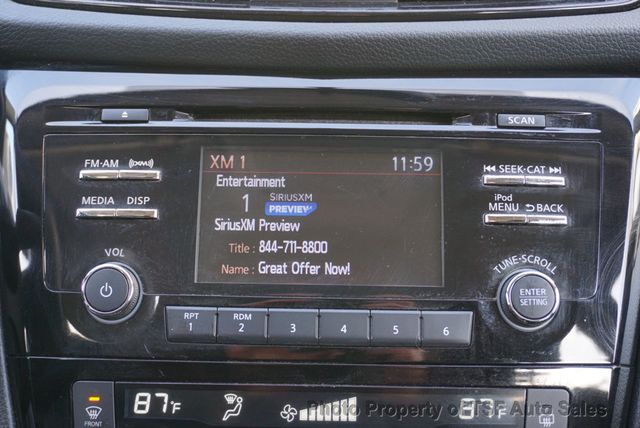 SCAN
FM·AM
((XM))
SEEK·CAT
MEDIA DISP
iPod
MENU BACK
XM 1 11:59
Entertainment
1 SIRIUSXM
PREVIEW
SiriusXM Preview
Title : 844-711-8800
Name : Great Offer Now!
VOL
TUNE·SCROLL
ENTER
SETTING
RPT RDM
1 2 3 4 5 6
87°F 87°F
FRONT
Photo Property of TSF Auto Sales